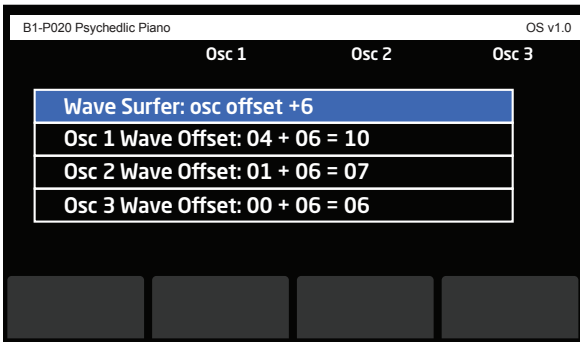 B1-P020 Psychedlic Piano OS v1.0
Osc 1 Osc 2 Osc 3
Wave Surfer: osc offset +6
Osc 1 Wave Offset: 04 + 06 = 10
Osc 2 Wave Offset: 01 + 06 = 07
Osc 3 Wave Offset: 00 + 06 = 06